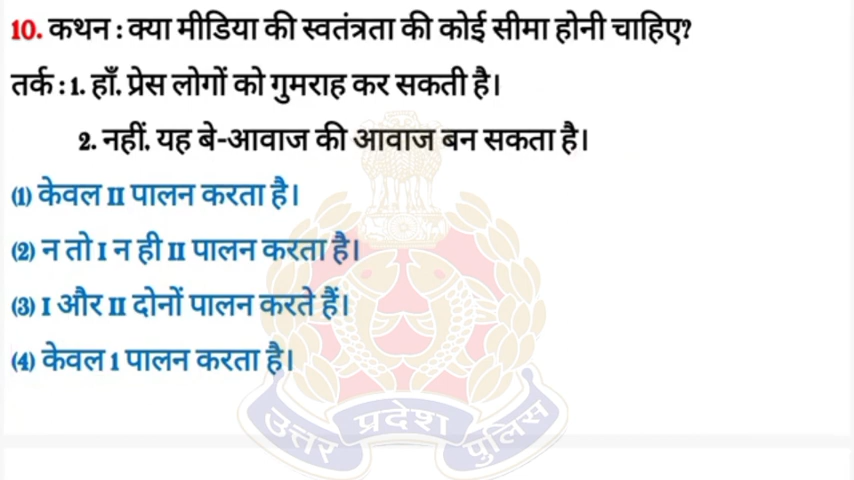 10. कथन : क्या मीडिया की स्वतंत्रता की कोई सीमा होनी चाहिए?
तर्क : 1. हाँ. प्रेस लोगों को गुमराह कर सकती है।
2. नहीं. यह बे-आवाज की आवाज बन सकता है।
(1) केवल II पालन करता है।
(2) न तो I न ही II पालन करता है।
(3) I और II दोनों पालन करते हैं।
(4) केवल 1 पालन करता है।
उत्तर प्रदेश पुलिस